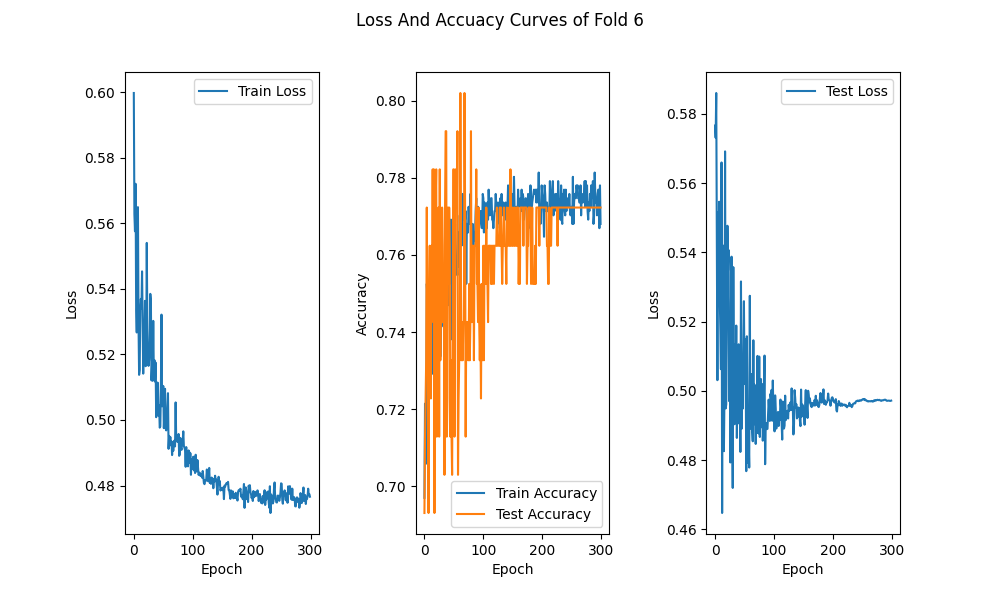 Loss And Accuacy Curves of Fold 6
Train Loss
0.60
0.58
0.56
0.54
0.52
0.50
0.48
Loss
0 100 200 300
Epoch
0.80
0.78
0.76
0.74
0.72
0.70
Accuracy
Train Accuracy
Test Accuracy
0 100 200 300
Epoch
Test Loss
0.58
0.56
0.54
0.52
0.50
0.48
0.46
Loss
0 100 200 300
Epoch